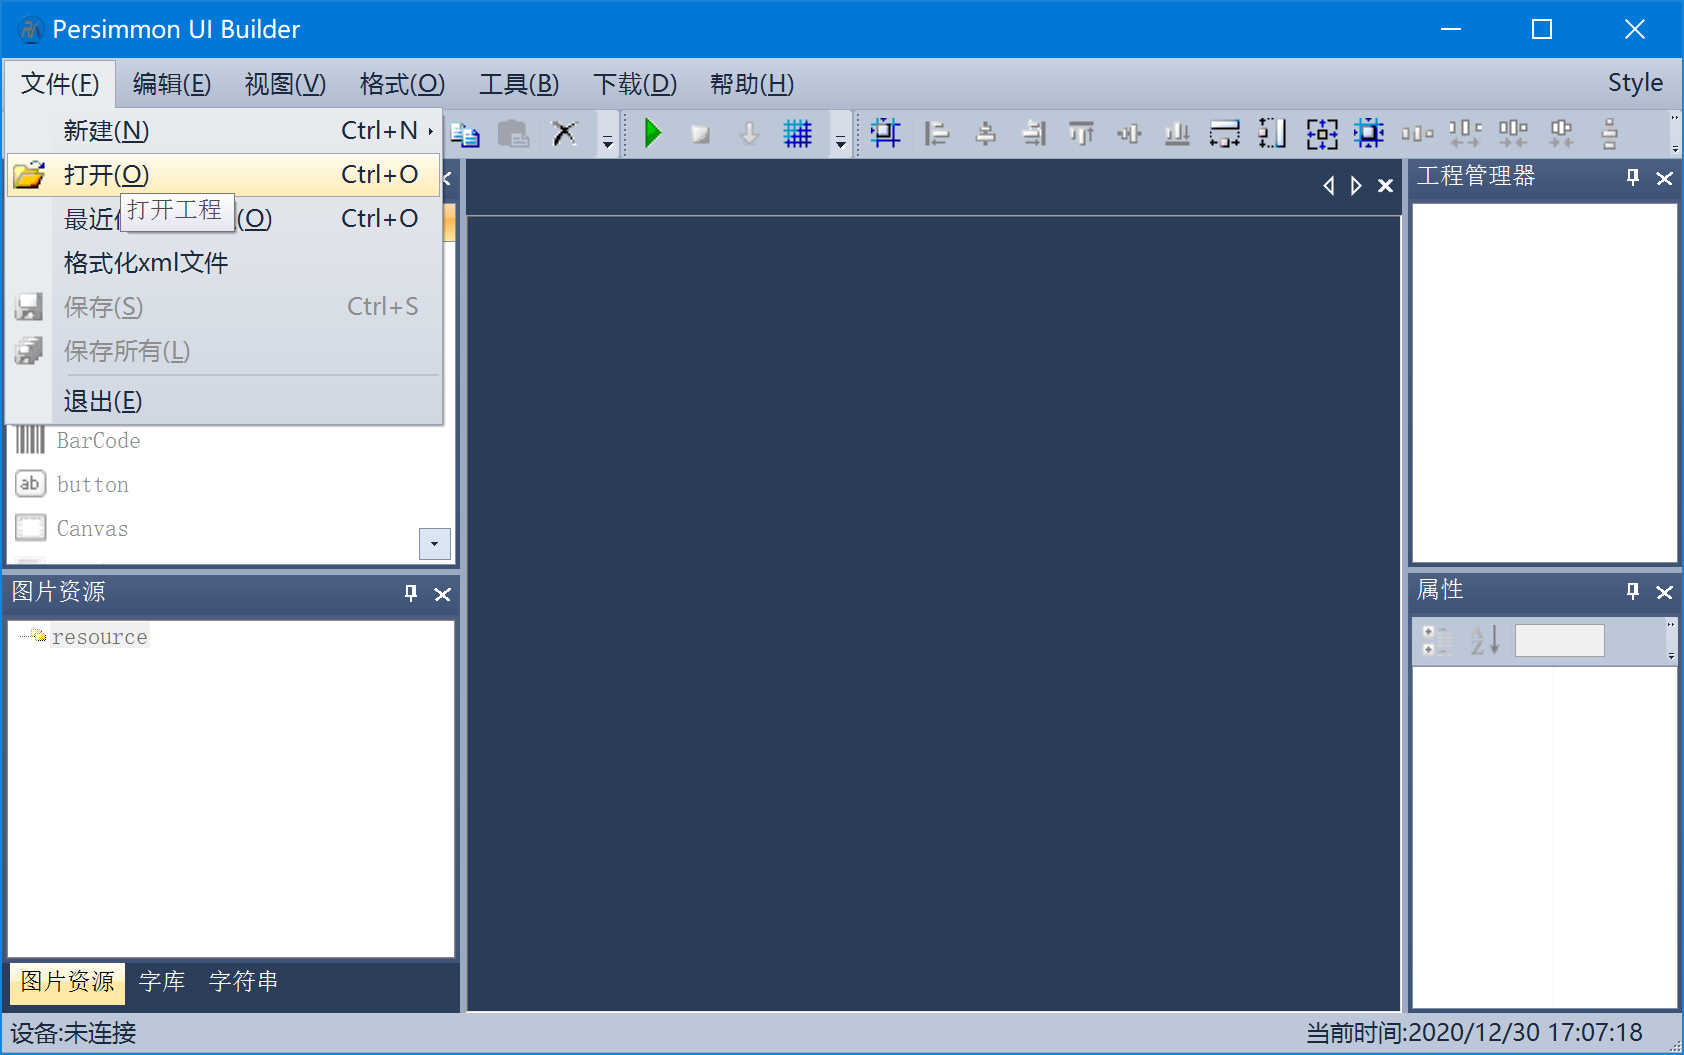 Persimmon UI Builder
文件(F) 编辑(E) 视图(V) 格式(O) 工具(B) 下载(D) 帮助(H) Style
新建(N) Ctrl+N
打开(O) Ctrl+O
打开工程
最近 (O) Ctrl+O
格式化xml文件
保存(S) Ctrl+S
保存所有(L)
退出(E)
BarCode
ab button
Canvas
图片资源
resource
图片资源 字库 字符串
工程管理器
属性
设备:未连接 当前时间:2020/12/30 17:07:18